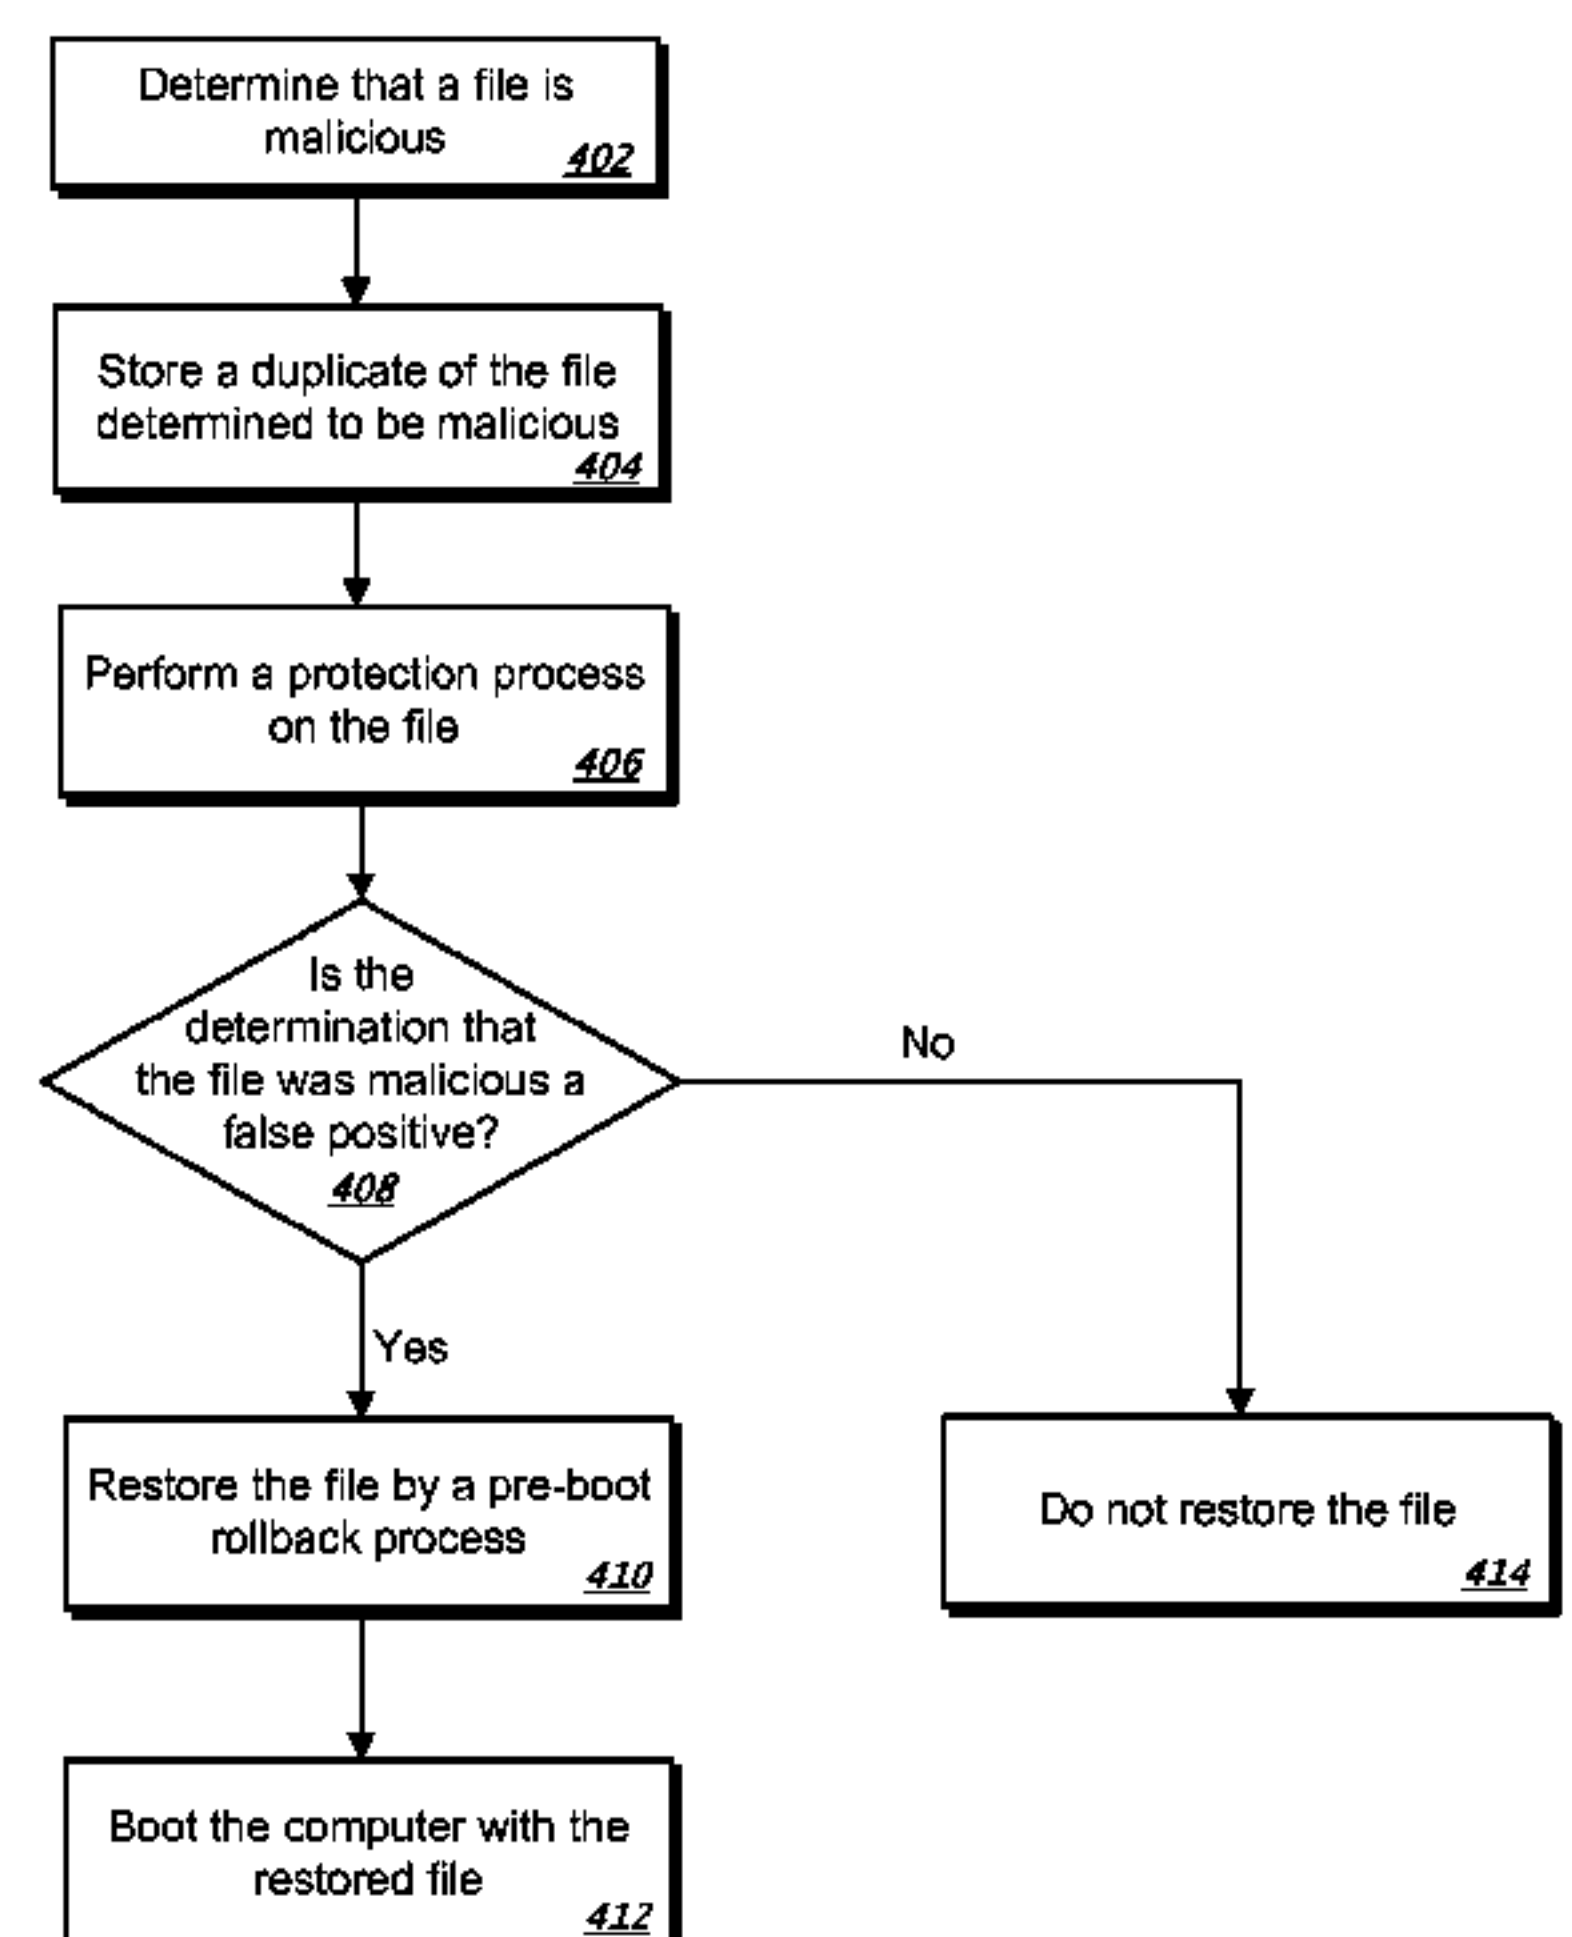 Determine that a file is
malicious
402
Store a duplicate of the file
determined to be malicious
404
Perform a protection process
on the file
406
Is the
determination that
the file was malicious a
false positive?
408
No
Yes
Restore the file by a pre-boot
rollback process
410
Do not restore the file
414
Boot the computer with the
restored file
412